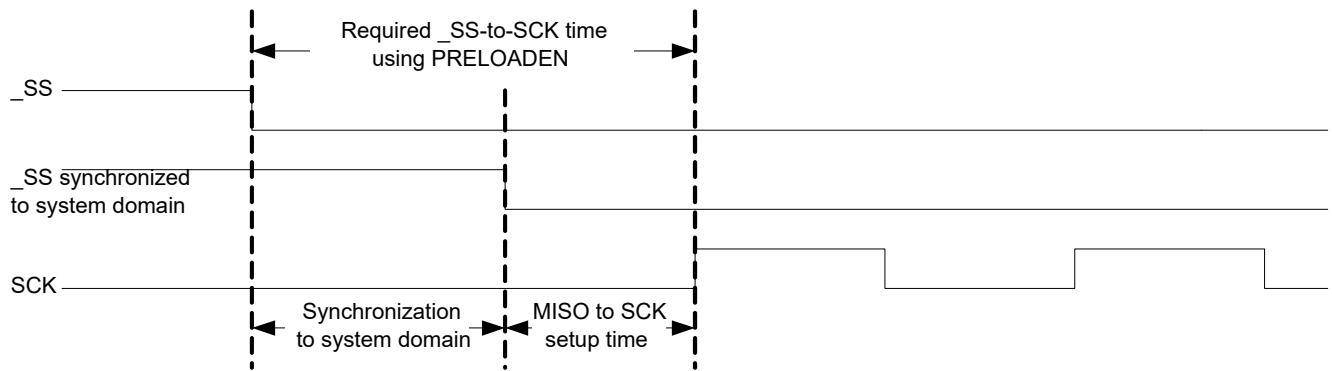 Required _SS-to-SCK time
using PRELOADEN
_SS
_SS synchronized
to system domain
SCK
Synchronization
to system domain
MISO to SCK
setup time